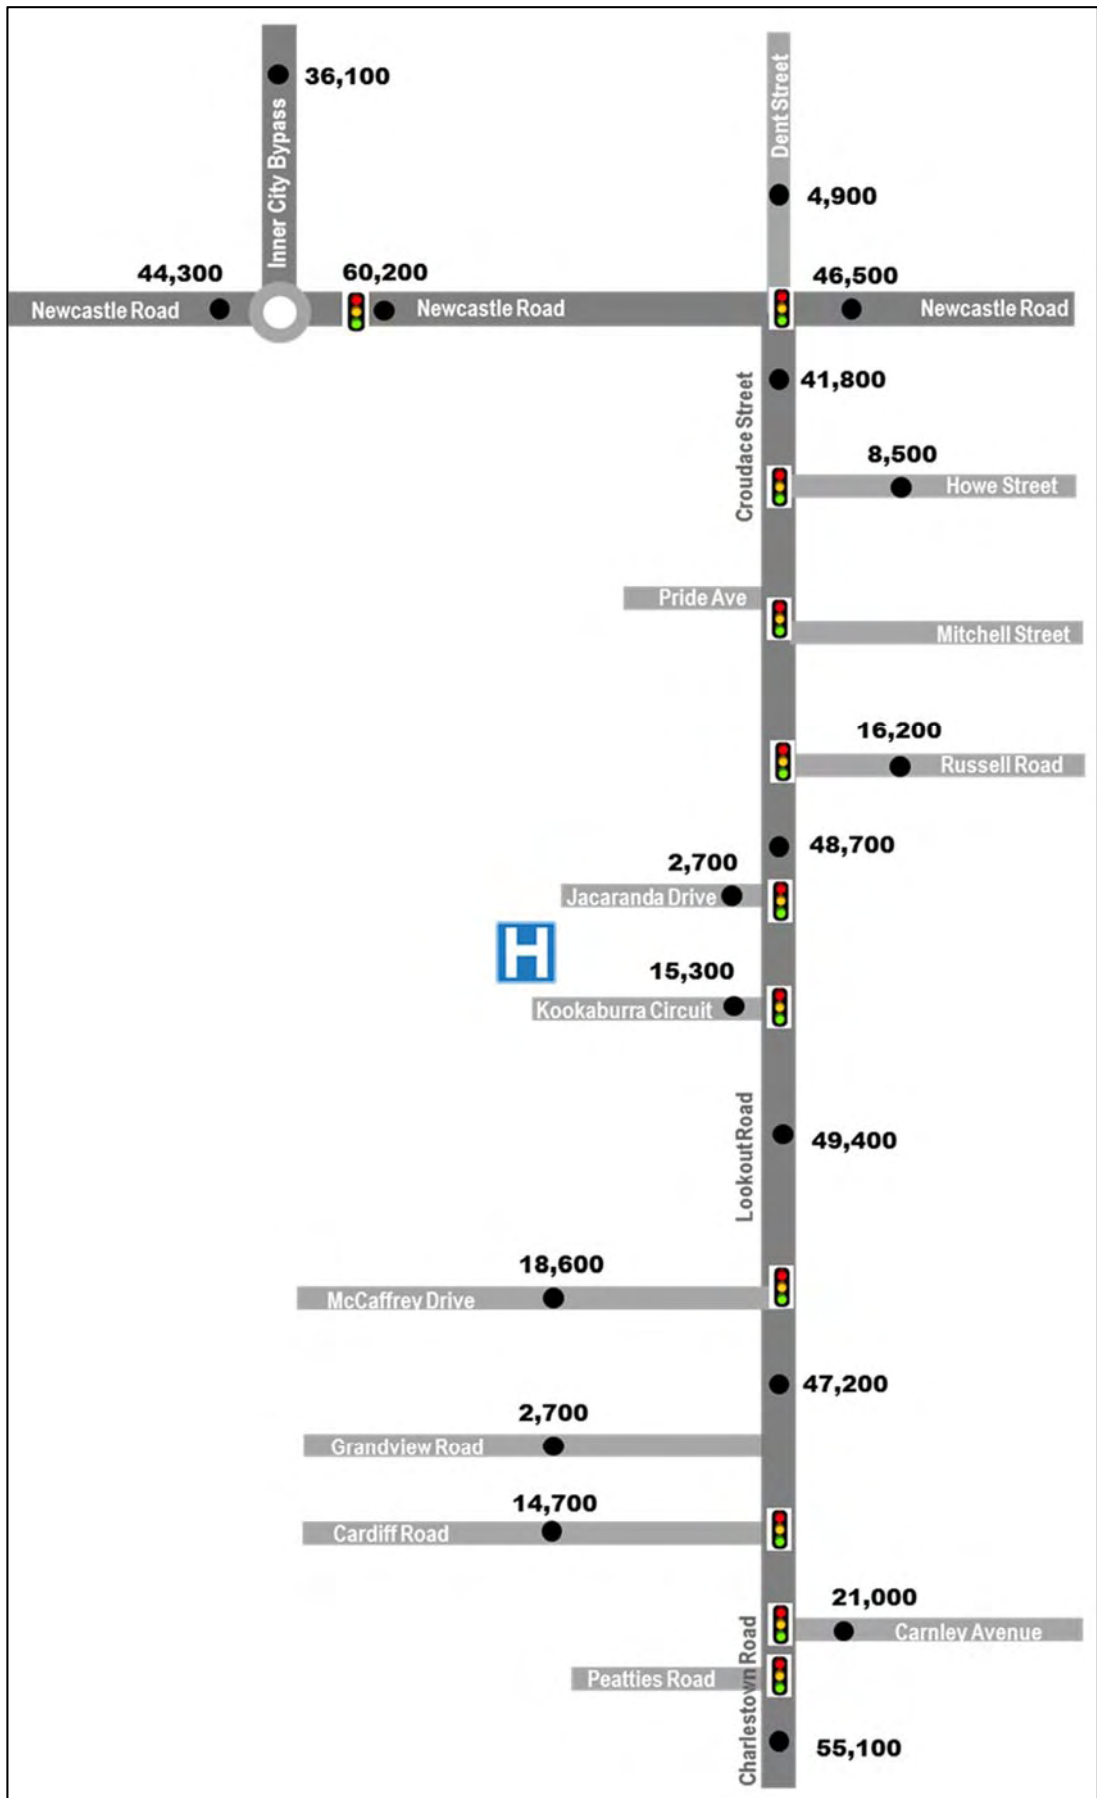 36,100
Inner City Bypass
Dent Street
4,900
44,300
60,200
46,500
Newcastle Road
Newcastle Road
Newcastle Road
41,800
Croudace Street
8,500
Howe Street
Pride Ave
Mitchell Street
16,200
Russell Road
48,700
2,700
Jacaranda Drive
H
15,300
Kookaburra Circuit
Lookout Road
49,400
18,600
McCaffrey Drive
47,200
2,700
Grandview Road
14,700
Cardiff Road
21,000
Carnley Avenue
Peatties Road
Charlestown Road
55,100